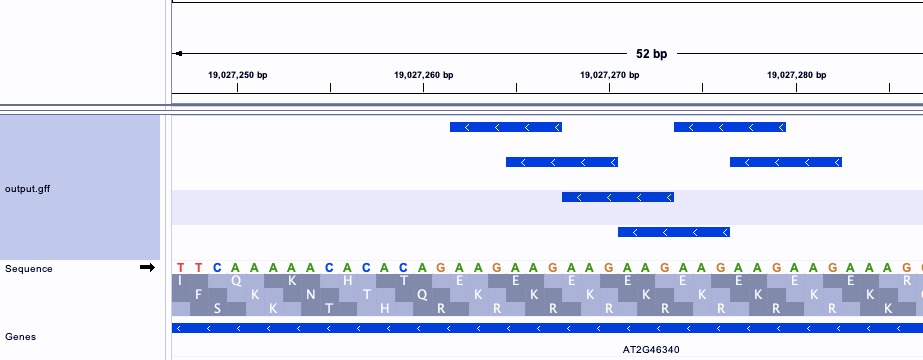 52 bp
19,027,250 bp 19,027,260 bp 19,027,270 bp 19,027,280 bp
output.gff
Sequence T T C A A A A A C A C A C A G A A G A A G A A G A A G A A G A A G A A G A A A G
I Q K H T E E E E E E E E R
F K N T Q K K K K K K K K
S K T H R R R R R R R R K
Genes
AT2G46340